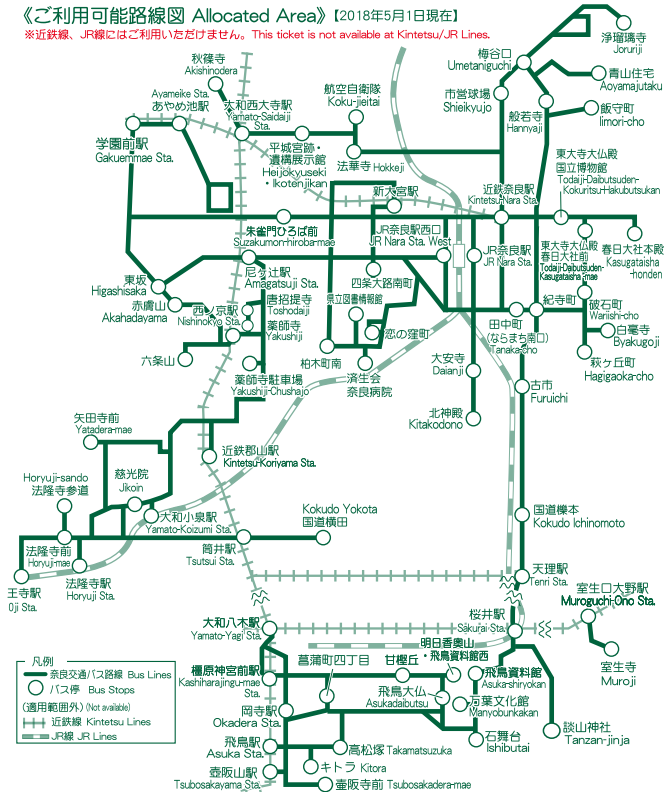 《ご利用可能路線図 Allocated Area》【2018年5月1日現在】
※近鉄線、JR線にはご利用いただけません。This ticket is not available at Kintetsu/JR Lines.
浄瑠璃寺
Joruriji
梅谷口
Umetaniguchi
青山住宅
Aoyamajutaku
市営球場
Shieikyujo
般若寺
Hannyaji
飯守町
Iimori-cho
秋篠寺
Akishinodera
Ayameike Sta.
あやめ池駅
大和西大寺駅
Yamato-Saidaiji
Sta.
航空自衛隊
Koku-jieitai
学園前駅
Gakuemmae Sta.
平城宮跡・
遺構展示館
Heijokyuseki
・Ikotenjikan
法華寺 Hokkeji
東大寺大仏殿
国立博物館
Todaiji-Daibutsuden-
Kokuritsu-Hakubutsukan
新大宮駅
近鉄奈良駅
Kintetsu-Nara Sta.
朱雀門ひろば前
Suzakumon-hiroba-mae
JR奈良駅西口
JR Nara Sta. West
JR奈良駅
JR Nara Sta.
東大寺大仏殿
春日大社前
Todaiji-Daibutsuden-
Kasugataisha-mae
春日大社本殿
Kasugataisha
-honden
東坂
Higashisaka
尼ヶ辻駅
Amagatsuji Sta.
四条大路南町
赤膚山
Akahadayama
西ノ京駅
Nishinokyo Sta.
唐招提寺
Toshodaiji
薬師寺
Yakushiji
県立図書情報館
恋の窪町
田中町
(ならまち南口)
Tanaka-cho
紀寺町
破石町
Wariishi-cho
白毫寺
Byakugoji
萩ヶ丘町
Hagigaoka-cho
六条山
柏木町南
済生会
奈良病院
大安寺
Daianji
薬師寺駐車場
Yakushiji-Chushajo
古市
Furuichi
北神殿
Kitakodono
矢田寺前
Yatadera-mae
近鉄郡山駅
Kintetsu-Koriyama Sta.
Horyuji-sando
法隆寺参道
慈光院
Jikoin
大和小泉駅
Yamato-Koizumi Sta.
Kokudo Yokota
国道横田
国道櫟本
Kokudo Ichinomoto
法隆寺前
Horyuji-mae
筒井駅
Tsutsui Sta.
王寺駅
Oji Sta.
法隆寺駅
Horyuji Sta.
天理駅
Tenri Sta.
室生口大野駅
Muroguchi-Ono Sta.
大和八木駅
Yamato-Yagi Sta.
桜井駅
Sakurai Sta.
室生寺
Muroji
明日香奥山
・飛鳥資料館西
凡例
奈良交通バス路線 Bus Lines
バス停 Bus Stops
(適用範囲外) (Not available)
近鉄線 Kintetsu Lines
JR線 JR Lines
橿原神宮前駅
Kashiharajingu-mae
Sta.
菖蒲町四丁目
甘樫丘
飛鳥資料館
Asuka-shiryokan
飛鳥大仏
Asukadaibutsu
万葉文化館
Manyobunkakan
岡寺駅
Okadera Sta.
石舞台
Ishibutai
談山神社
Tanzan-jinja
飛鳥駅
Asuka Sta.
高松塚 Takamatsuzuka
キトラ Kitora
壺阪山駅
Tsubosakayama Sta.
壷阪寺前 Tsubosakadera-mae